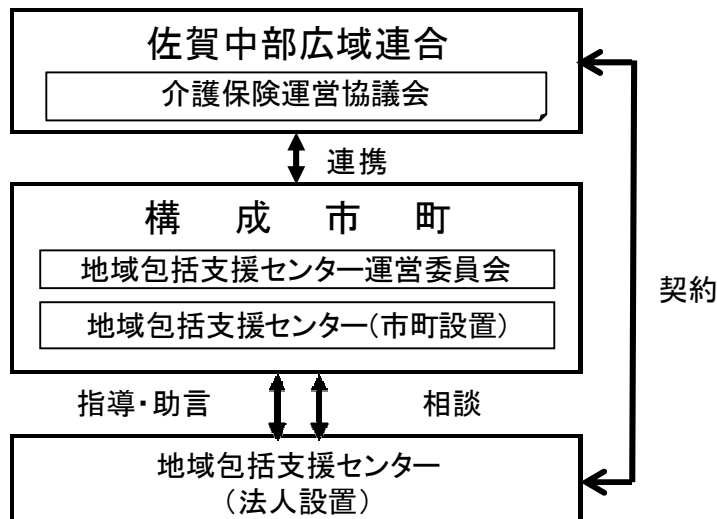 佐賀中部広域連合
介護保険運営協議会
連携
構成市町
地域包括支援センター運営委員会
地域包括支援センター(市町設置)
契約
指導・助言
相談
地域包括支援センター
(法人設置)